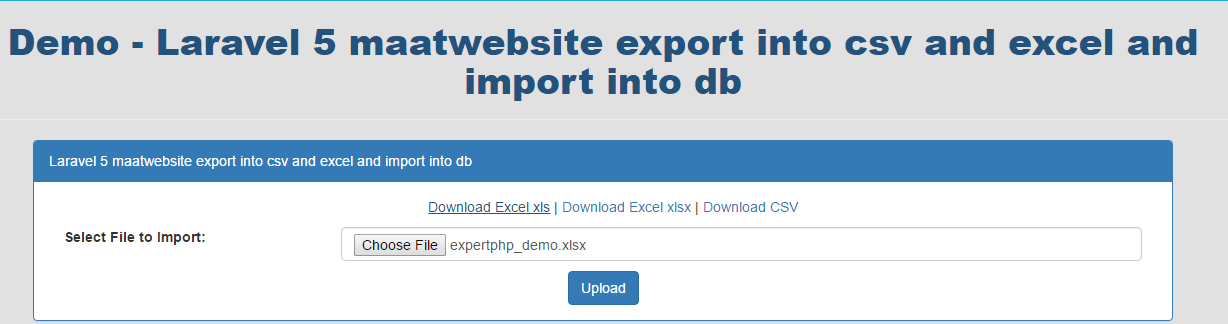 Demo - Laravel 5 maatwebsite export into csv and excel and
import into db
Laravel 5 maatwebsite export into csv and excel and import into db
Download Excel xls | Download Excel xlsx | Download CSV
Select File to Import:
Choose File expertphp_demo.xlsx
Upload